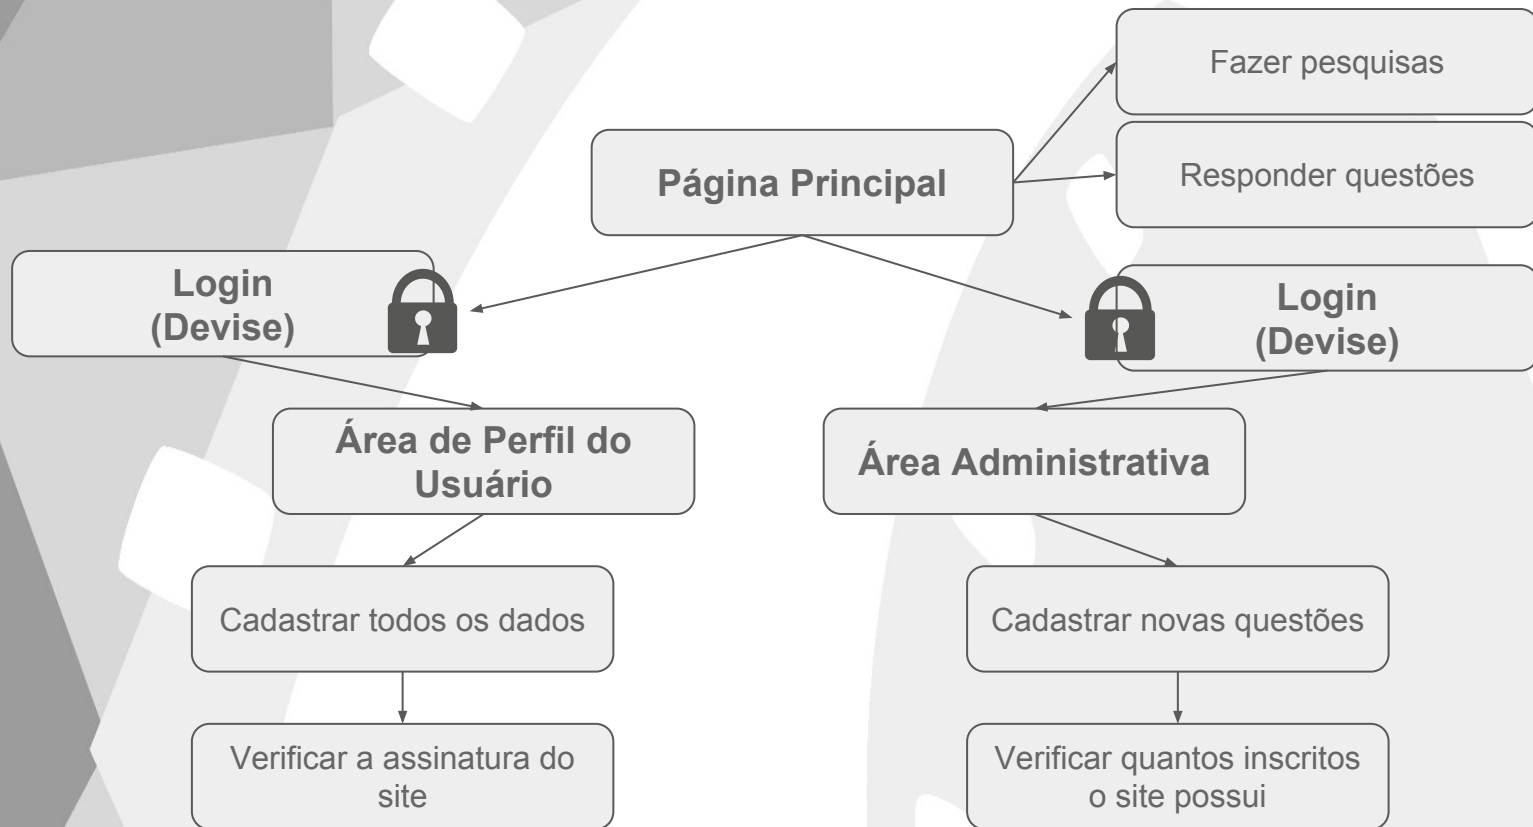 Fazer pesquisas
Página Principal
Responder questões
Login
(Devise)
Login
(Devise)
Área de Perfil do
Usuário
Área Administrativa
Cadastrar todos os dados
Cadastrar novas questões
Verificar a assinatura do
site
Verificar quantos inscritos
o site possui